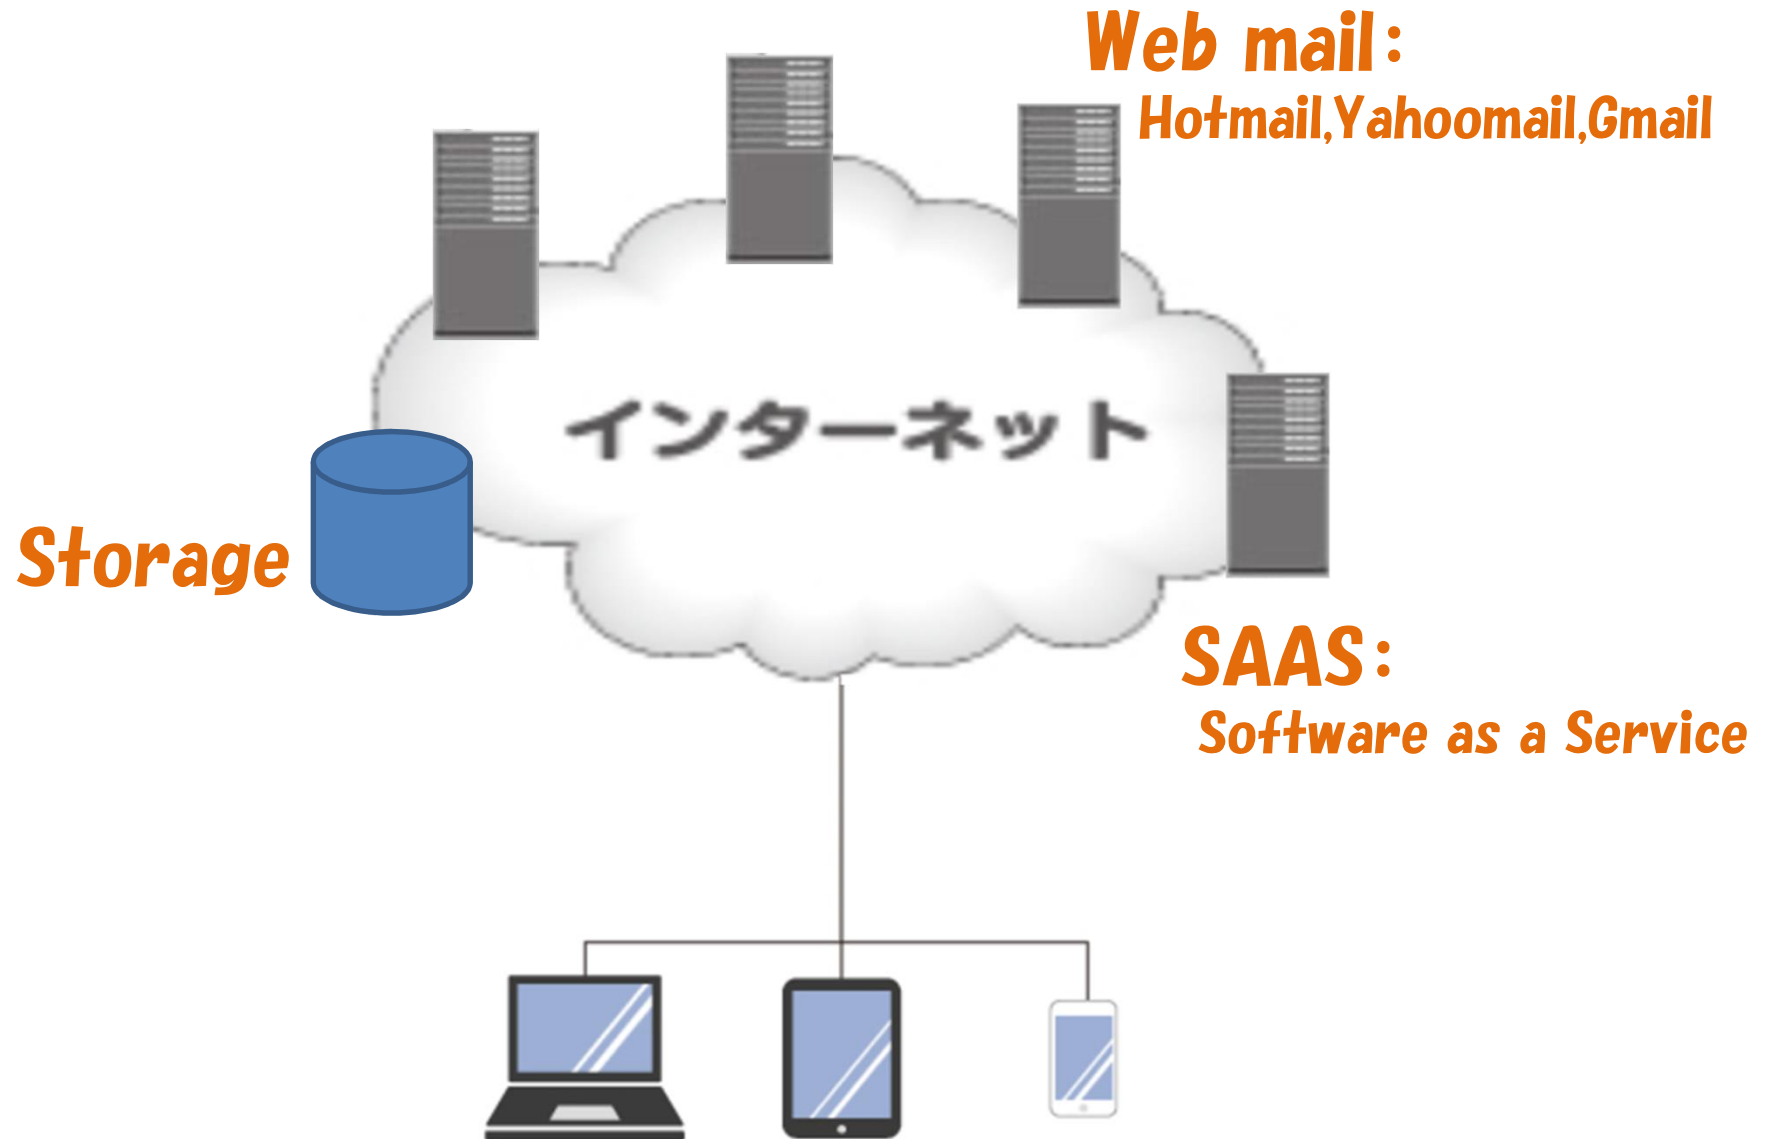 Web mail:
Hotmail,Yahoomail,Gmail
インターネット
Storage
SAAS:
Software as a Service